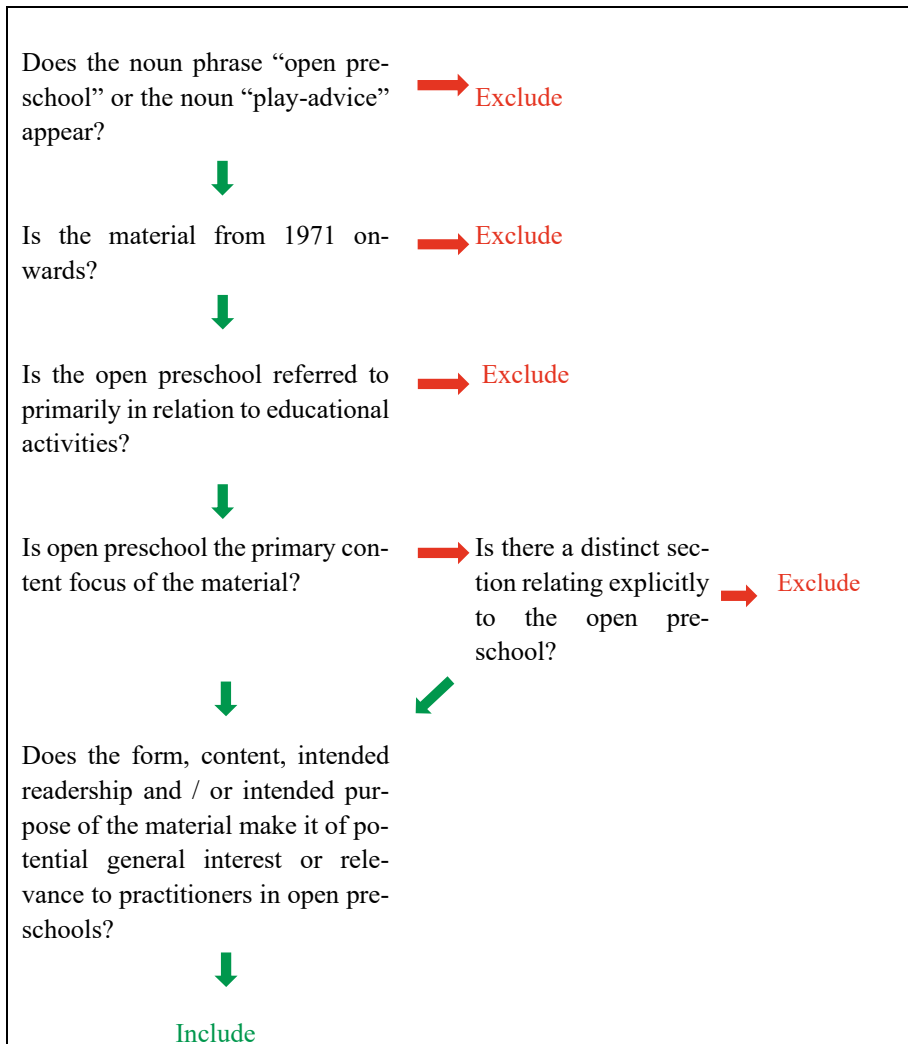 Does the noun phrase “open pre-
school” or the noun “play-advice”
appear?
Exclude
Is the material from 1971 on-
wards?
Exclude
Is the open preschool referred to
primarily in relation to educational
activities?
Exclude
Is open preschool the primary con-
tent focus of the material?
Is there a distinct sec-
tion relating explicitly
to the open pre-
school?
Exclude
Does the form, content, intended
readership and / or intended pur-
pose of the material make it of po-
tential general interest or rele-
vance to practitioners in open pre-
schools?
Include